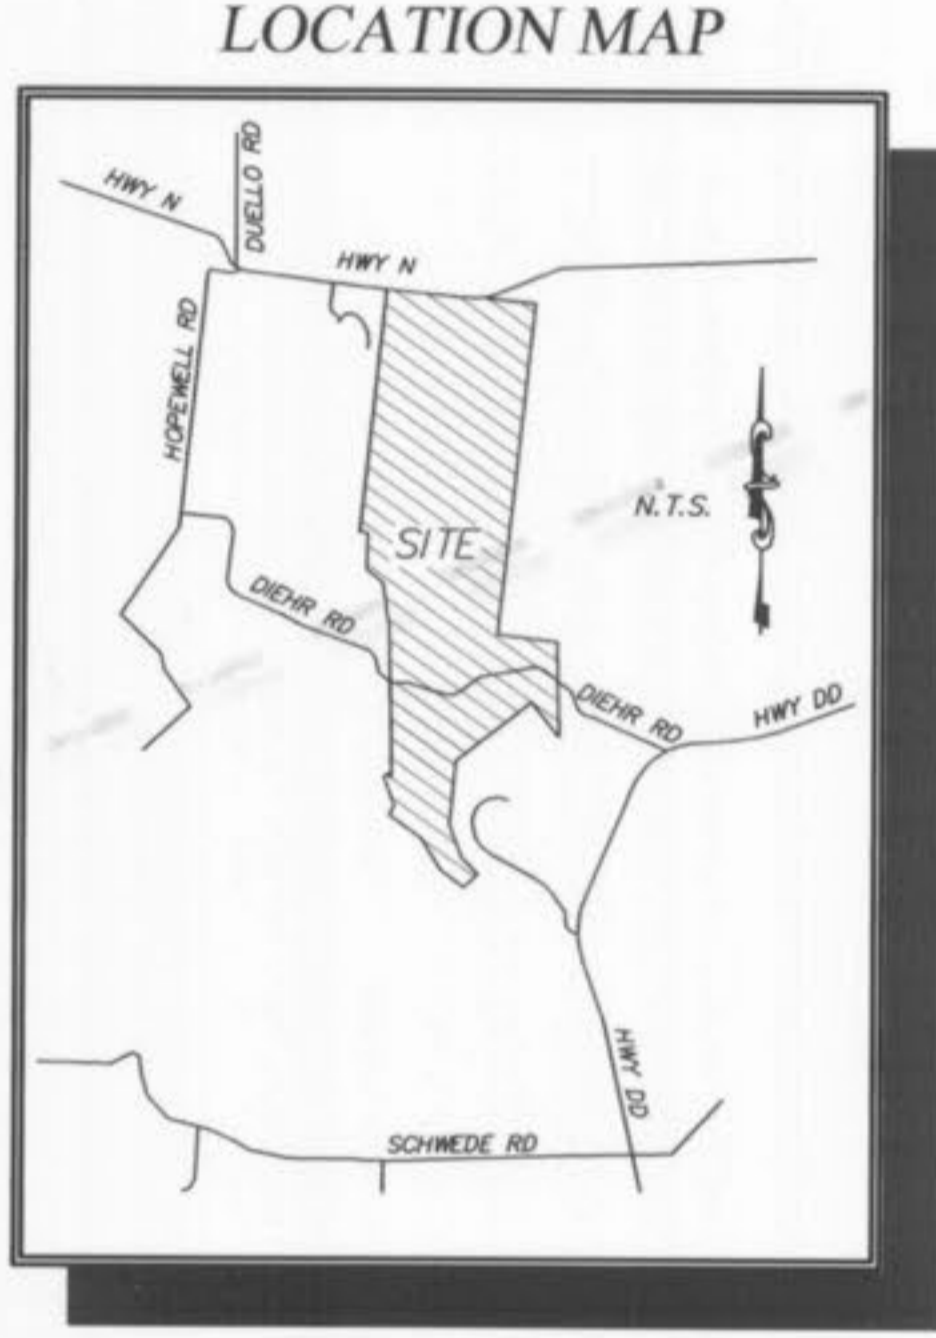 LOCATION MAP
HWY N
DUELLO RD
HWY N
HOPEWELL RD
N.T.S.
SITE
DIEHR RD
DIEHR RD
HWY DD
HWY DD
SCHWEDE RD